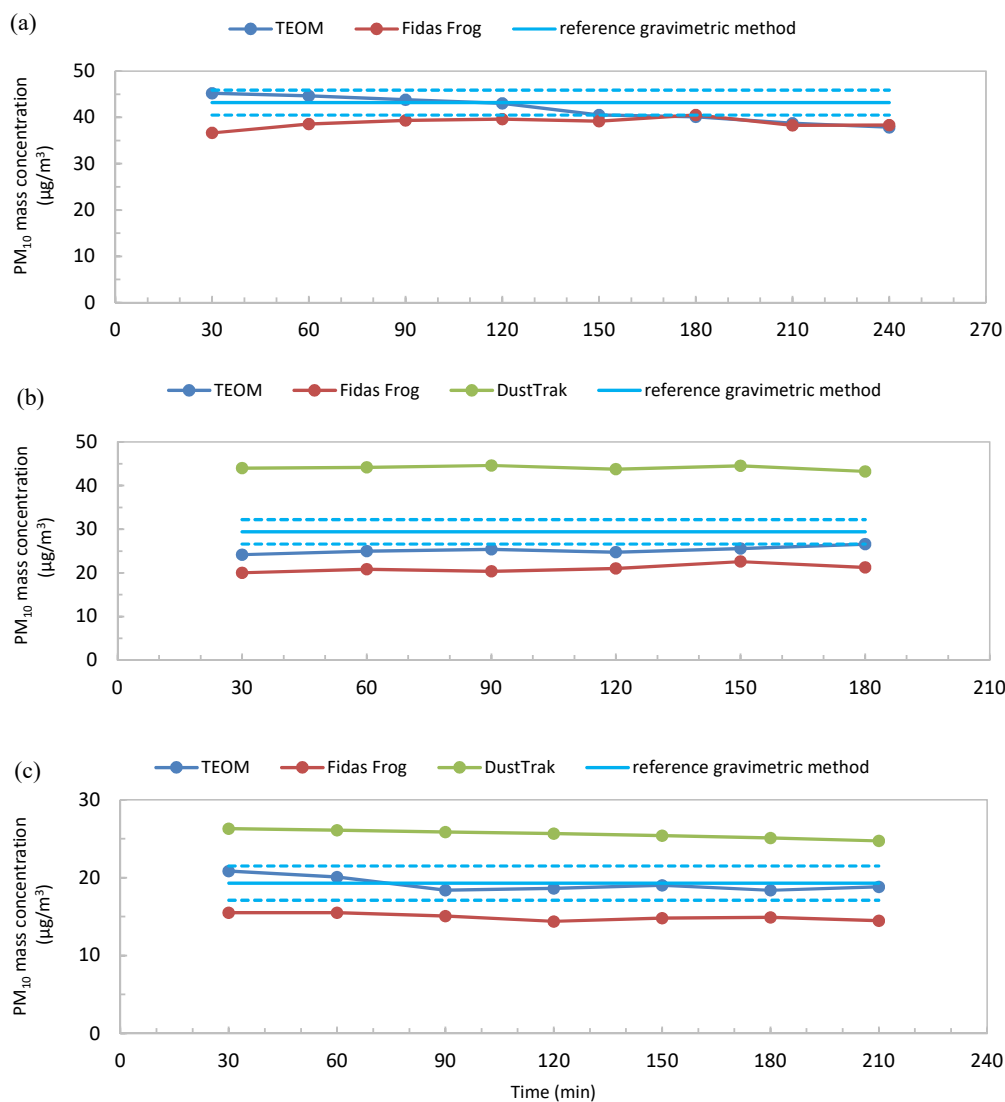 (a)
TEOM Fidas Frog reference gravimetric method
PM₁₀ mass concentration
(µg/m³)
50
40
30
20
10
0
0 30 60 90 120 150 180 210 240 270
(b)
TEOM Fidas Frog DustTrak reference gravimetric method
PM₁₀ mass concentration
(µg/m³)
50
40
30
20
10
0
0 30 60 90 120 150 180 210
(c)
TEOM Fidas Frog DustTrak reference gravimetric method
PM₁₀ mass concentration
(µg/m³)
30
20
10
0
0 30 60 90 120 150 180 210 240
Time (min)